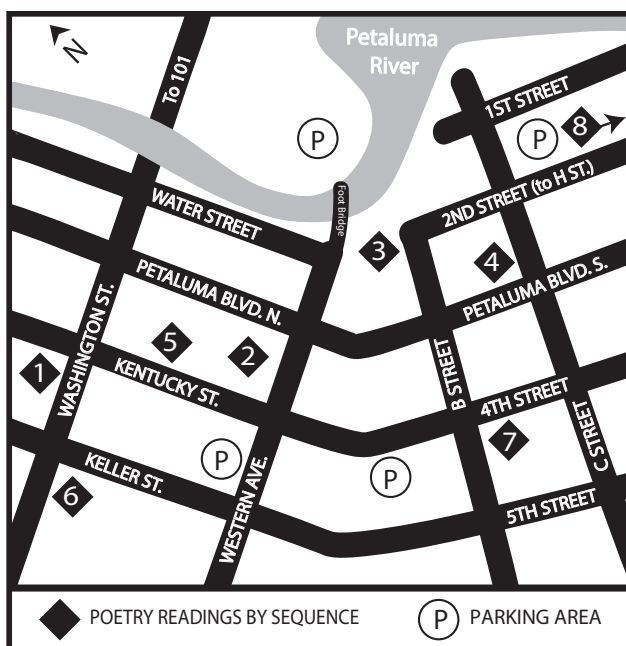 N
To 101
Petaluma
River
1ST STREET
P
P
8
WATER STREET
Foot Bridge
2ND STREET (to H ST.)
3
4
PETALUMA BLVD. N.
PETALUMA BLVD. S.
WASHINGTON ST.
5
2
1
KENTUCKY ST.
B STREET
4TH STREET
C STREET
7
P
P
KELLER ST.
WESTERN AVE.
6
5TH STREET
POETRY READINGS BY SEQUENCE
P PARKING AREA